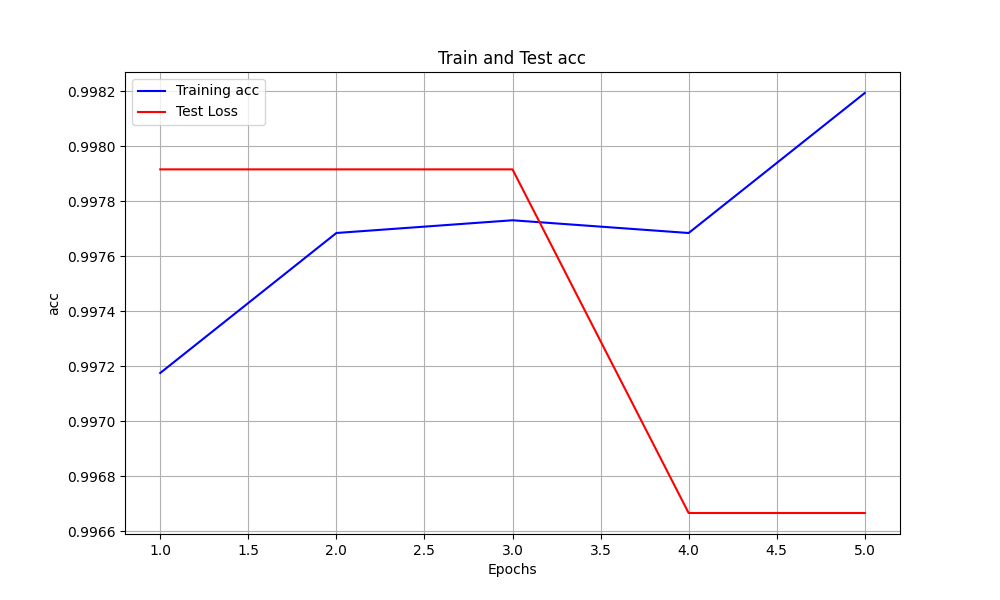 Train and Test acc
Training acc
Test Loss
0.9982
0.9980
0.9978
0.9976
0.9974
0.9972
0.9970
0.9968
0.9966
acc
1.0 1.5 2.0 2.5 3.0 3.5 4.0 4.5 5.0
Epochs